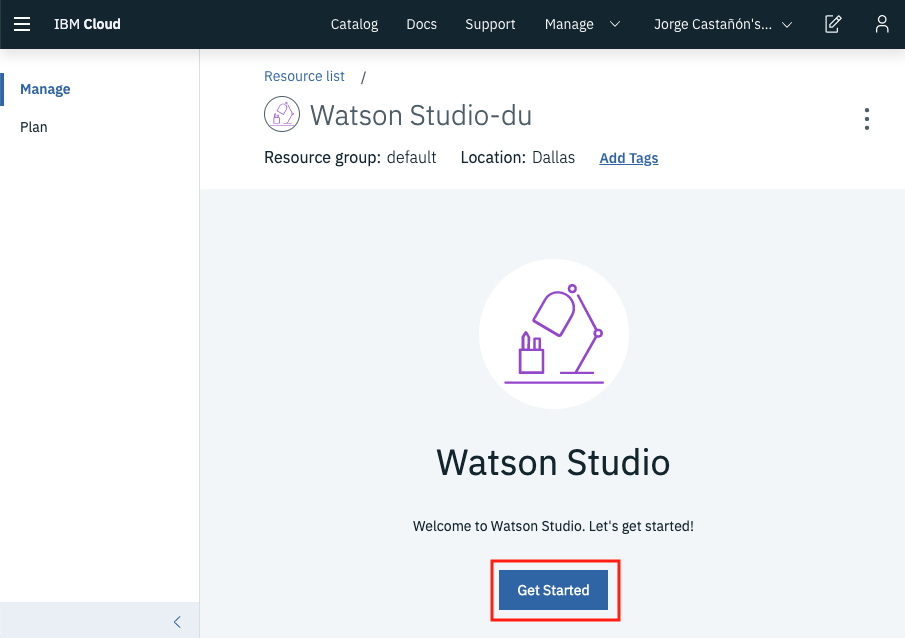 IBM Cloud Catalog Docs Support Manage Jorge Castañón's...
Manage
Plan
Resource list /
Watson Studio-du
Resource group: default Location: Dallas Add Tags
Watson Studio
Welcome to Watson Studio. Let's get started!
Get Started